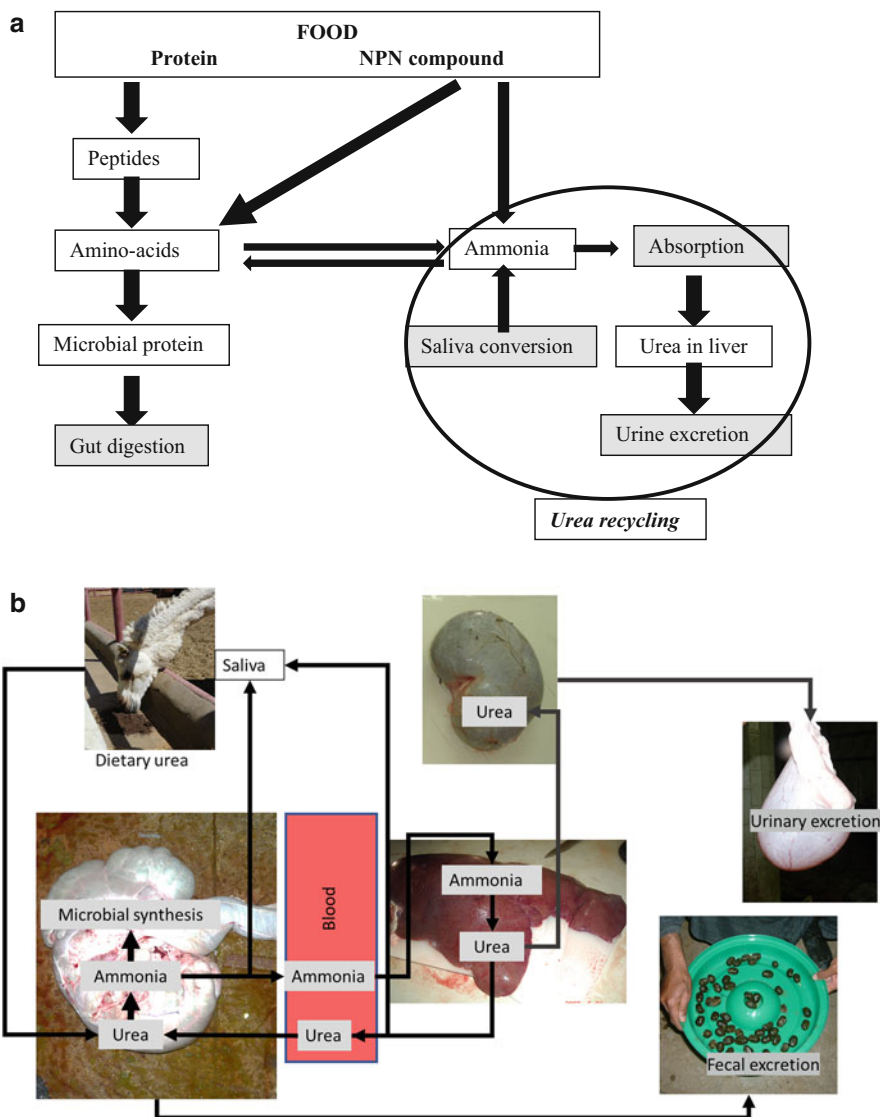 a
FOOD
Protein NPN compound
Peptides
Amino-acids
Ammonia
Absorption
Microbial protein
Saliva conversion
Urea in liver
Gut digestion
Urine excretion
Urea recycling
b
Saliva
Dietary urea
Urea
Urinary excretion
Blood
Microbial synthesis
Ammonia
Ammonia
Ammonia
Urea
Urea
Urea
Fecal excretion